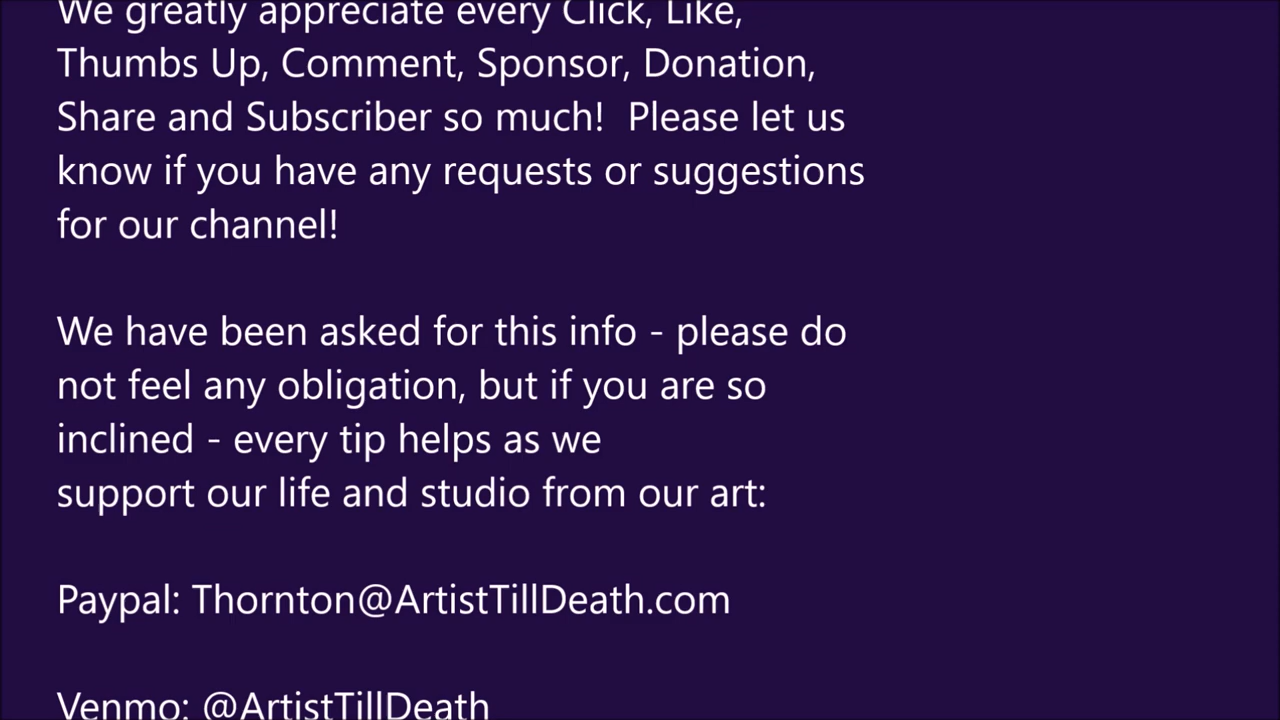 We greatly appreciate every Click, Like,
Thumbs Up, Comment, Sponsor, Donation,
Share and Subscriber so much!  Please let us
know if you have any requests or suggestions
for our channel!
We have been asked for this info - please do
not feel any obligation, but if you are so
inclined - every tip helps as we
support our life and studio from our art:
Paypal: Thornton@ArtistTillDeath.com
Venmo: @ArtistTillDeath